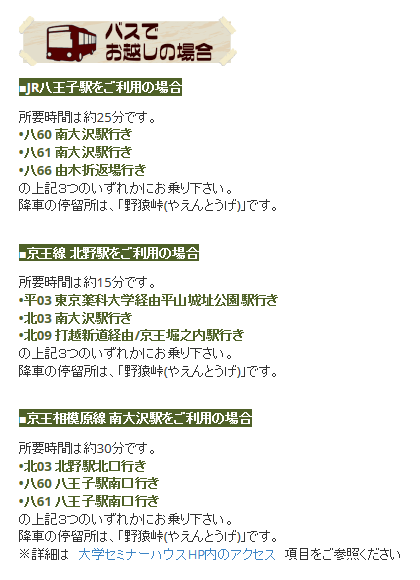 バスで
お越しの場合
■JR八王子駅をご利用の場合
所要時間は約25分です。
•八60 南大沢駅行き
•八61 南大沢駅行き
•八66 由木折返場行き
の上記3つのいずれかにお乗り下さい。
降車の停留所は、「野猿峠(やえんとうげ)」です。
■京王線 北野駅をご利用の場合
所要時間は約15分です。
•平03 東京薬科大学経由平山城址公園駅行き
•北03 南大沢駅行き
•北09 打越新道経由/京王堀之内駅行き
の上記3つのいずれかにお乗り下さい。
降車の停留所は、「野猿峠(やえんとうげ)」です。
■京王相模原線 南大沢駅をご利用の場合
所要時間は約30分です。
•北03 北野駅北口行き
•八60 八王子駅南口行き
•八61 八王子駅南口行き
の上記3つのいずれかにお乗り下さい。
降車の停留所は、「野猿峠(やえんとうげ)」です。
※詳細は 大学セミナーハウスHP内のアクセス 項目をご参照ください